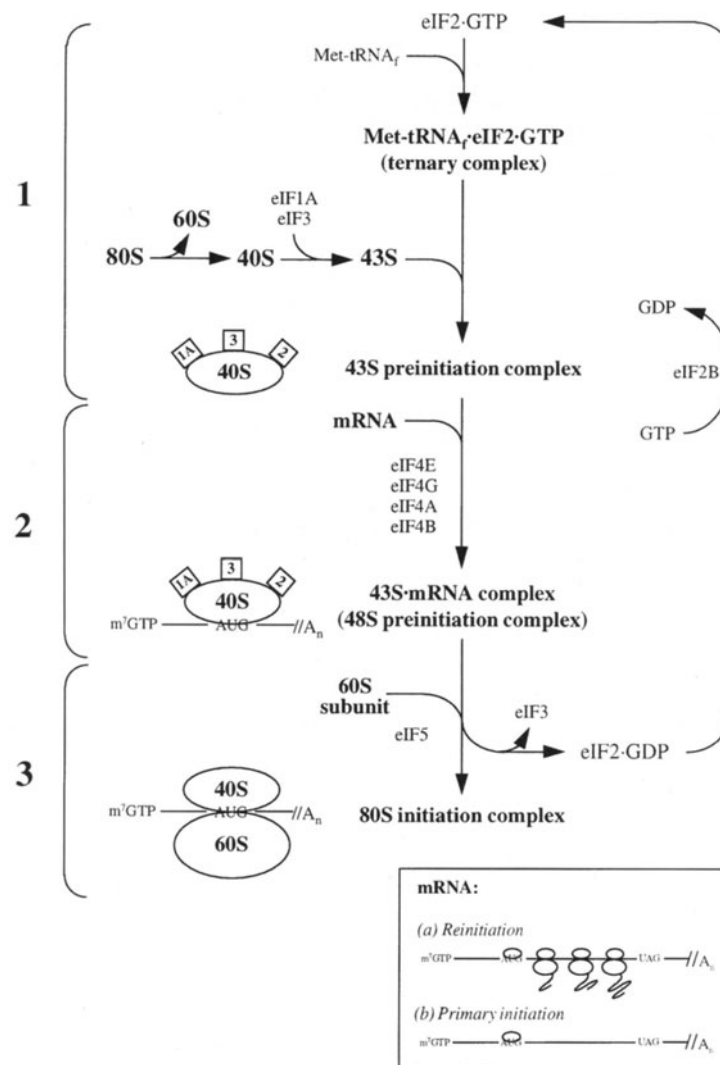 eIF2·GTP
Met-tRNAf
Met-tRNAf·eIF2·GTP
(ternary complex)
1
eIF1A
eIF3
60S
80S
40S
43S
GDP
1A
3
2
40S
43S preinitiation complex
eIF2B
mRNA
GTP
eIF4E
eIF4G
eIF4A
eIF4B
2
1A
3
2
40S
43S·mRNA complex
m⁷GTP
AUG
//An
(48S preinitiation complex)
60S
subunit
eIF3
eIF5
eIF2·GDP
3
40S
m⁷GTP
AUG
//An
80S initiation complex
60S
mRNA:
(a) Reinitiation
m⁷GTP
AUG
UAG
//An
(b) Primary initiation
m⁷GTP
AUG
UAG
//An